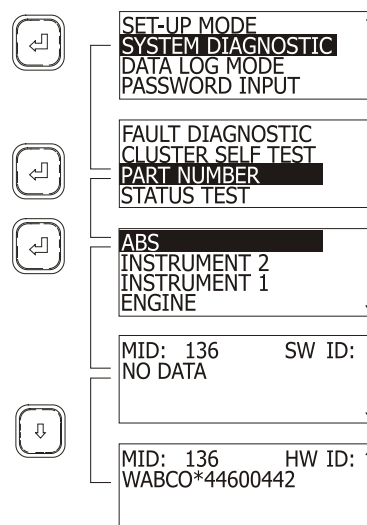 SET-UP MODE
SYSTEM DIAGNOSTIC
DATA LOG MODE
PASSWORD INPUT
FAULT DIAGNOSTIC
CLUSTER SELF TEST
PART NUMBER
STATUS TEST
ABS
INSTRUMENT 2
INSTRUMENT 1
ENGINE
MID: 136 SW ID:
NO DATA
MID: 136 HW ID:
WABCO*44600442